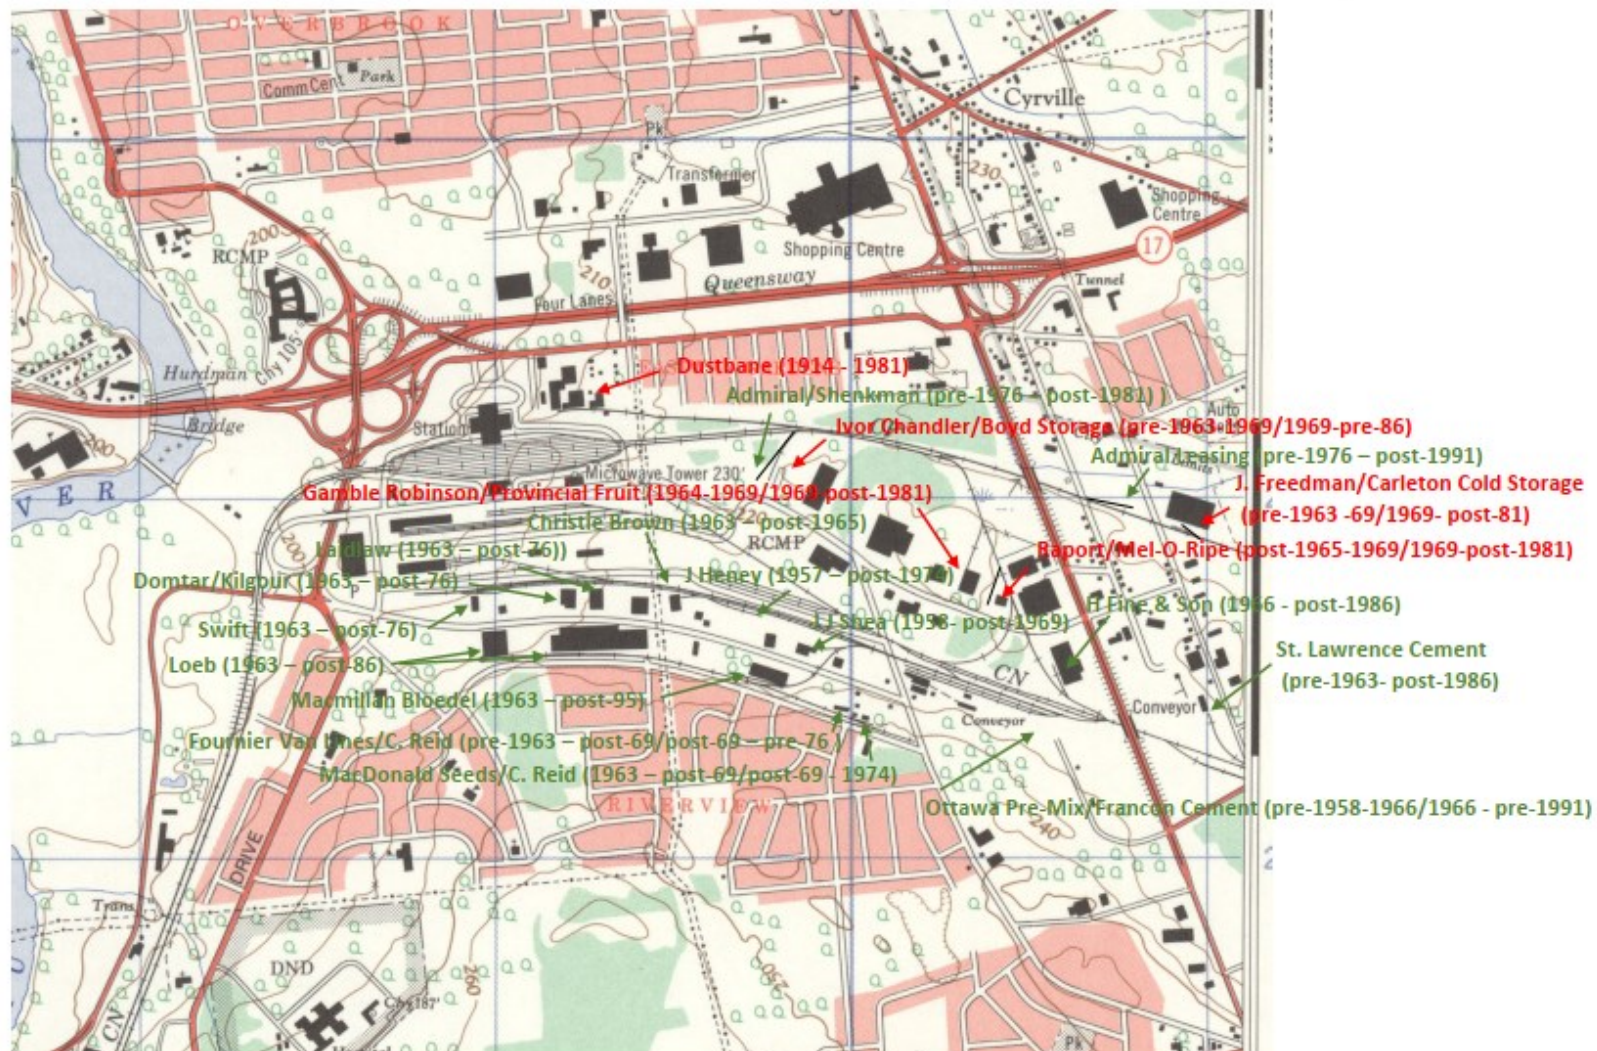 OVERBROOK
Park
CommCent
Cyrville
Pk
Transformer
230
Shopping
Centre
200
RCMP
Shopping Centre
17
210
Queensway
Tunnel
Four Lanes
Chy 105'
Hurdman
Bridge
Dustbane (1914 - 1981)
Admiral/Shenkman (pre-1976 – post-1981) )
Auto
Station
Ivor Chandler/Boyd Storage (pre-1963-1969/1969-pre-86)
200
Admiral Leasing (pre-1976 – post-1991)
Microwave Tower 230'
J. Freedman/Carleton Cold Storage
(pre-1963 -69/1969- post-81)
VER
Gamble Robinson/Provincial Fruit (1964-1969/1969-post-1981)
Christie Brown (1963 – post-1965)
220
RCMP
200
Laidlaw (1963 – post-76))
Raport/Mel-O-Ripe (post-1965-1969/1969-post-1981)
Domtar/Kilgour (1963 – post-76)
P
H Fine & Son (1966 - post-1986)
Swift (1963 – post-76)
J J Shea (1958- post-1969)
St. Lawrence Cement
(pre-1963- post-1986)
Loeb (1963 – post-86)
CN
Macmillan Bloedel (1963 – post-95)
Conveyor
Conveyor
Fournier Van Lines/C. Reid (pre-1963 – post-69/post-69 – pre-76 )
MacDonald Seeds/C. Reid (1963 – post-69/post-69 - 1974)
RIVERVIEW
Ottawa Pre-Mix/Francon Cement (pre-1958-1966/1966 - pre-1991)
240
DRIVE
Trans
DND
260
250
Chy 187'
CN
Pk